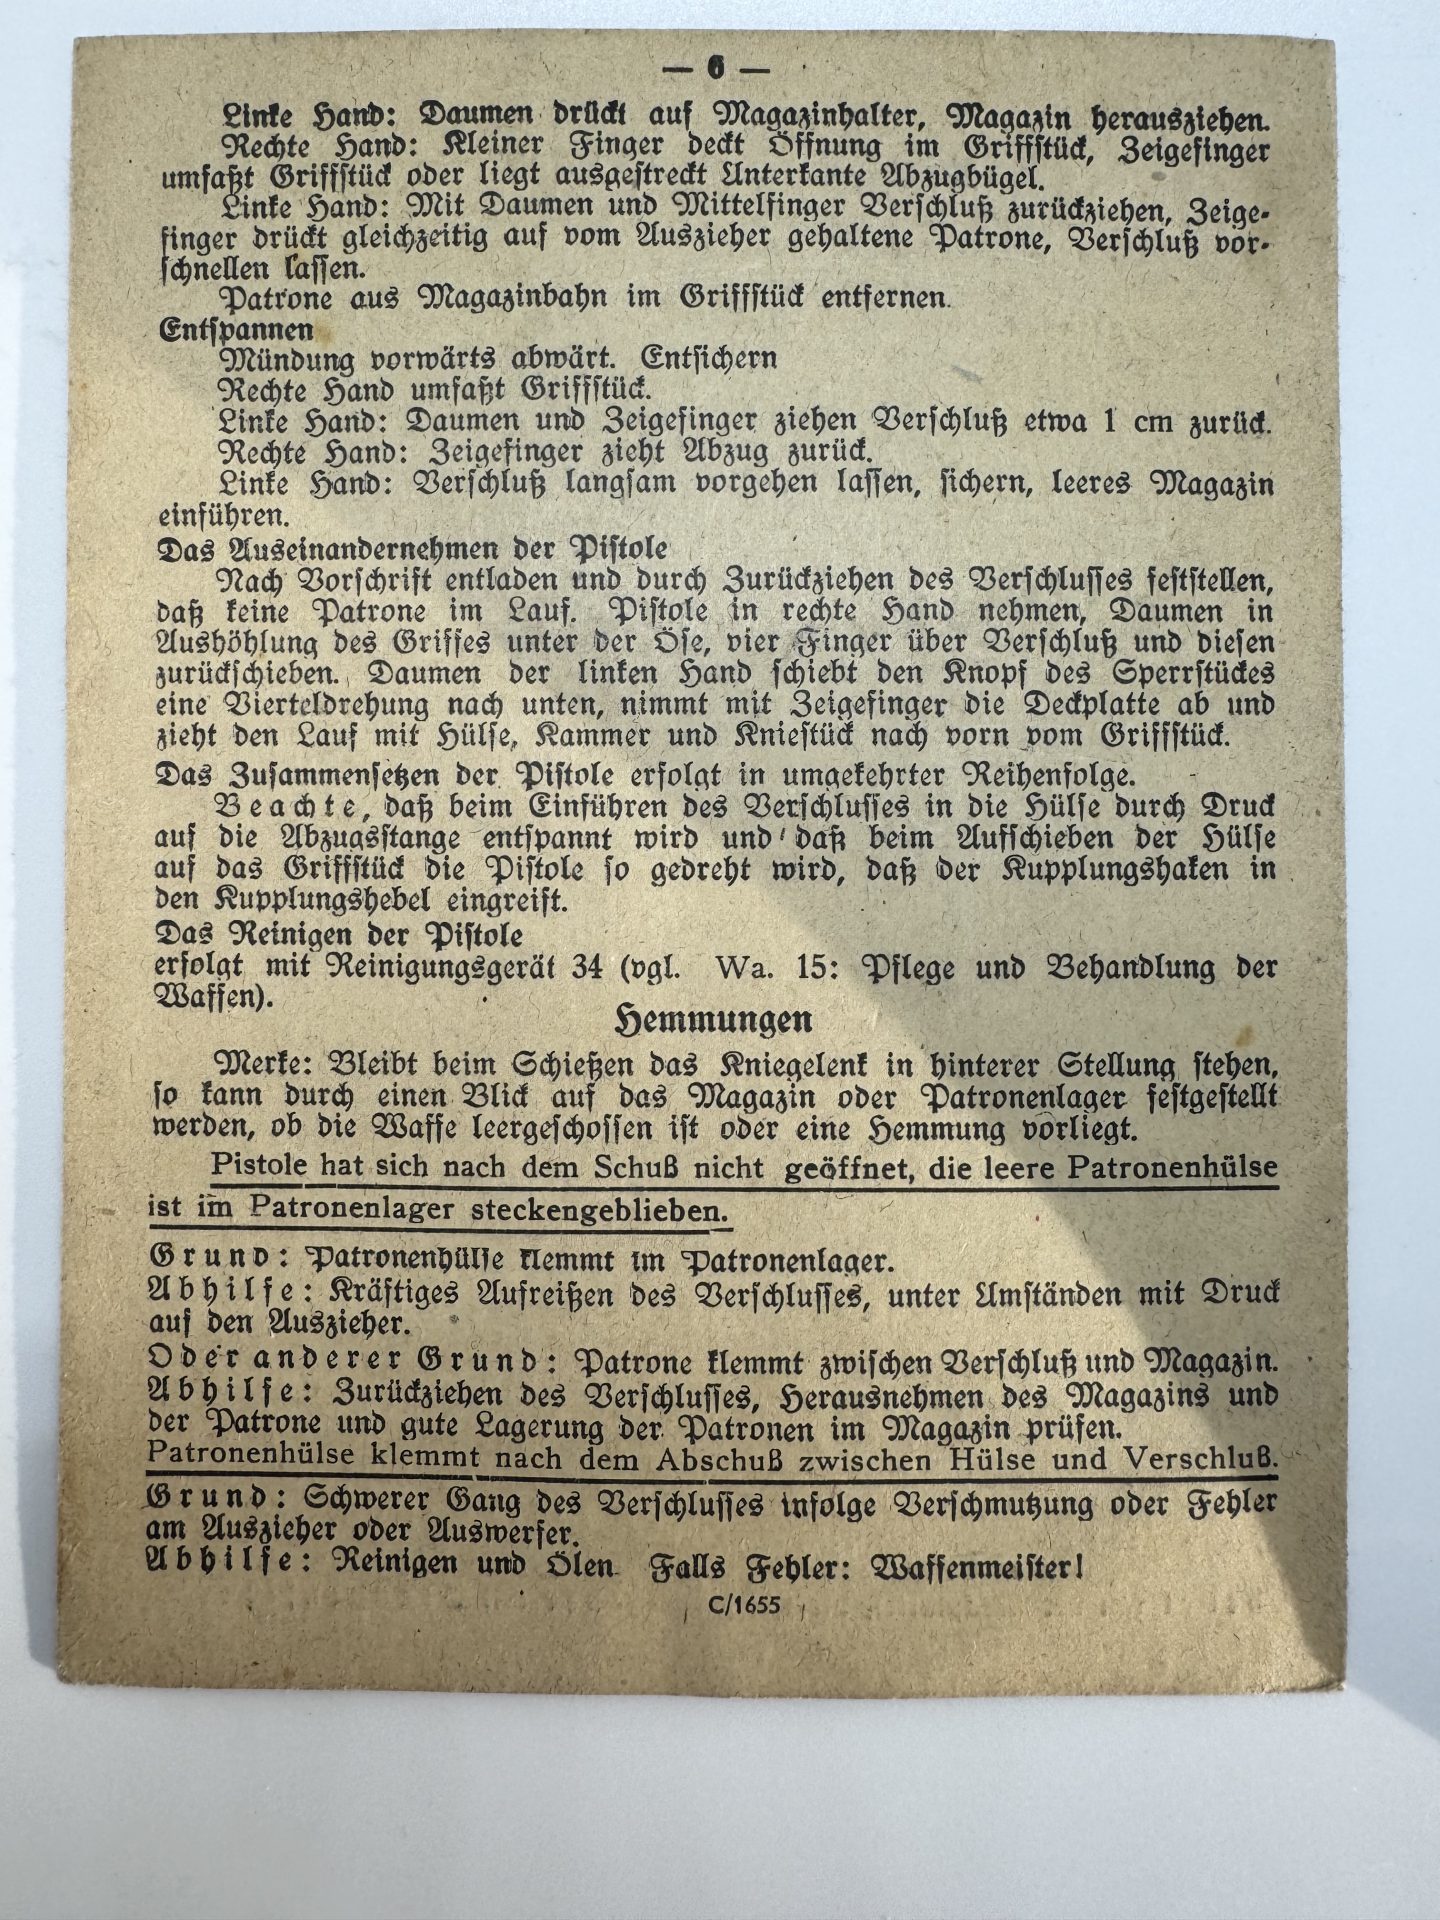 — 6 —
Linke Hand: Daumen drückt auf Magazinhalter, Magazin herausziehen.
Rechte Hand: Kleiner Finger deckt Öffnung im Griffstück, Zeigefinger
umfaßt Griffstück oder liegt ausgestreckt Unterkante Abzugbügel.
Linke Hand: Mit Daumen und Mittelfinger Verschluß zurückziehen, Zeige-
finger drückt gleichzeitig auf vom Auszieher gehaltene Patrone, Verschluß vor-
schnellen lassen.
Patrone aus Magazinbahn im Griffstück entfernen.
Entspannen
Mündung vorwärts abwärt. Entsichern
Rechte Hand umfaßt Griffstück.
Linke Hand: Daumen und Zeigefinger ziehen Verschluß etwa 1 cm zurück.
Rechte Hand: Zeigefinger zieht Abzug zurück.
Linke Hand: Verschluß langsam vorgehen lassen, sichern, leeres Magazin
einführen.
Das Auseinandernehmen der Pistole
Nach Vorschrift entladen und durch Zurückziehen des Verschlusses feststellen,
daß keine Patrone im Lauf. Pistole in rechte Hand nehmen, Daumen in
Aushöhlung des Griffes unter der Öse, vier Finger über Verschluß und diesen
zurückschieben. Daumen der linken Hand schiebt den Knopf des Sperrstückes
eine Vierteldrehung nach unten, nimmt mit Zeigefinger die Deckplatte ab und
zieht den Lauf mit Hülse, Kammer und Kniestück nach vorn vom Griffstück.
Das Zusammensetzen der Pistole erfolgt in umgekehrter Reihenfolge.
Beachte, daß beim Einführen des Verschlusses in die Hülse durch Druck
auf die Abzugsstange entspannt wird und daß beim Aufschieben der Hülse
auf das Griffstück die Pistole so gedreht wird, daß der Kupplungshaken in
den Kupplungshebel eingreift.
Das Reinigen der Pistole
erfolgt mit Reinigungsgerät 34 (vgl. Wa. 15: Pflege und Behandlung der
Waffen).
Hemmungen
Merke: Bleibt beim Schießen das Kniegelenk in hinterer Stellung stehen,
so kann durch einen Blick auf das Magazin oder Patronenlager festgestellt
werden, ob die Waffe leergeschossen ist oder eine Hemmung vorliegt.
Pistole hat sich nach dem Schuß nicht geöffnet, die leere Patronenhülse
ist im Patronenlager steckengeblieben.
Grund: Patronenhülse klemmt im Patronenlager.
Abhilfe: Kräftiges Aufreißen des Verschlusses, unter Umständen mit Druck
auf den Auszieher.
Oder anderer Grund: Patrone klemmt zwischen Verschluß und Magazin.
Abhilfe: Zurückziehen des Verschlusses, Herausnehmen des Magazins und
der Patrone und gute Lagerung der Patronen im Magazin prüfen.
Patronenhülse klemmt nach dem Abschuß zwischen Hülse und Verschluß.
Grund: Schwerer Gang des Verschlusses infolge Verschmutzung oder Fehler
am Auszieher oder Auswerfer.
Abhilfe: Reinigen und Ölen. Falls Fehler: Waffenmeister!
C/1655